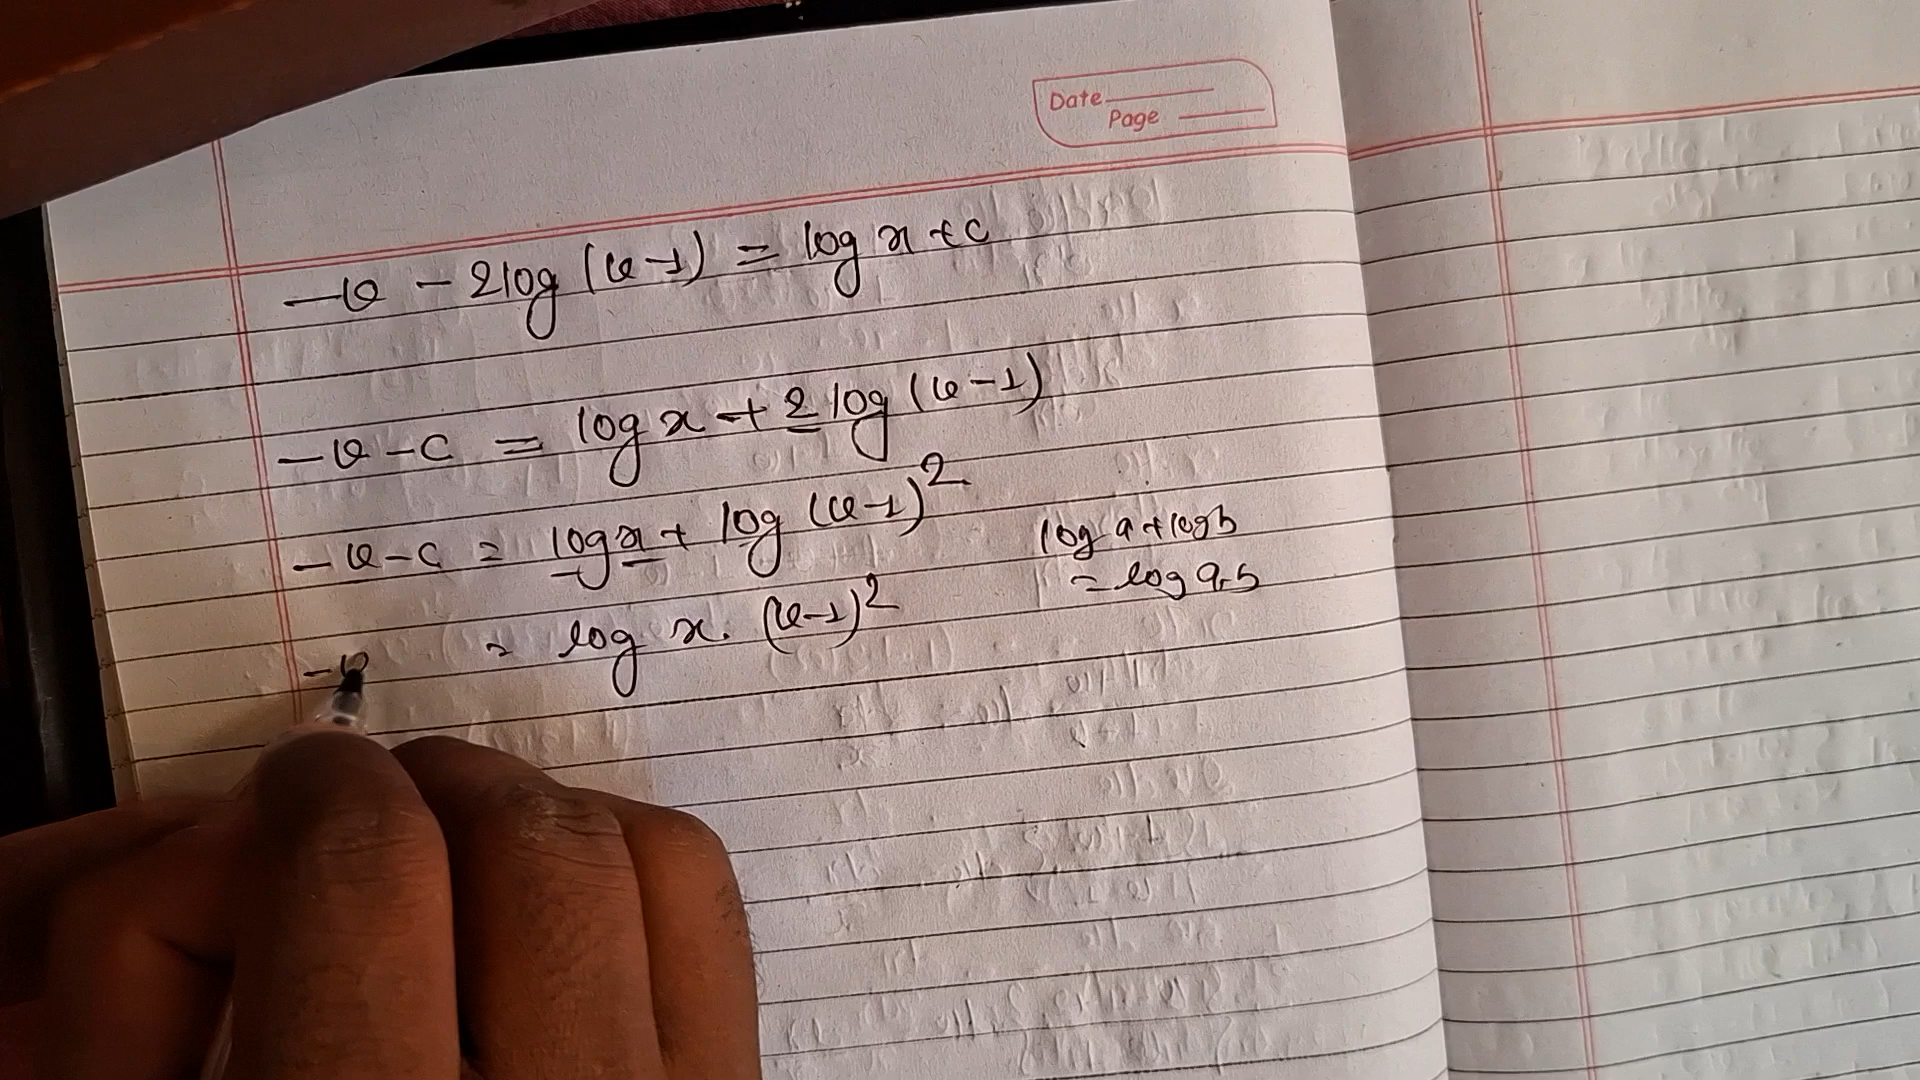 Date
Page
-v - 2log (v-1) = log x + c
-v - c = log x + 2 log (v-1)
-v - c = log x + log (v-1)²
log a + log b
= log a.b
-v = log x. (v-1)²